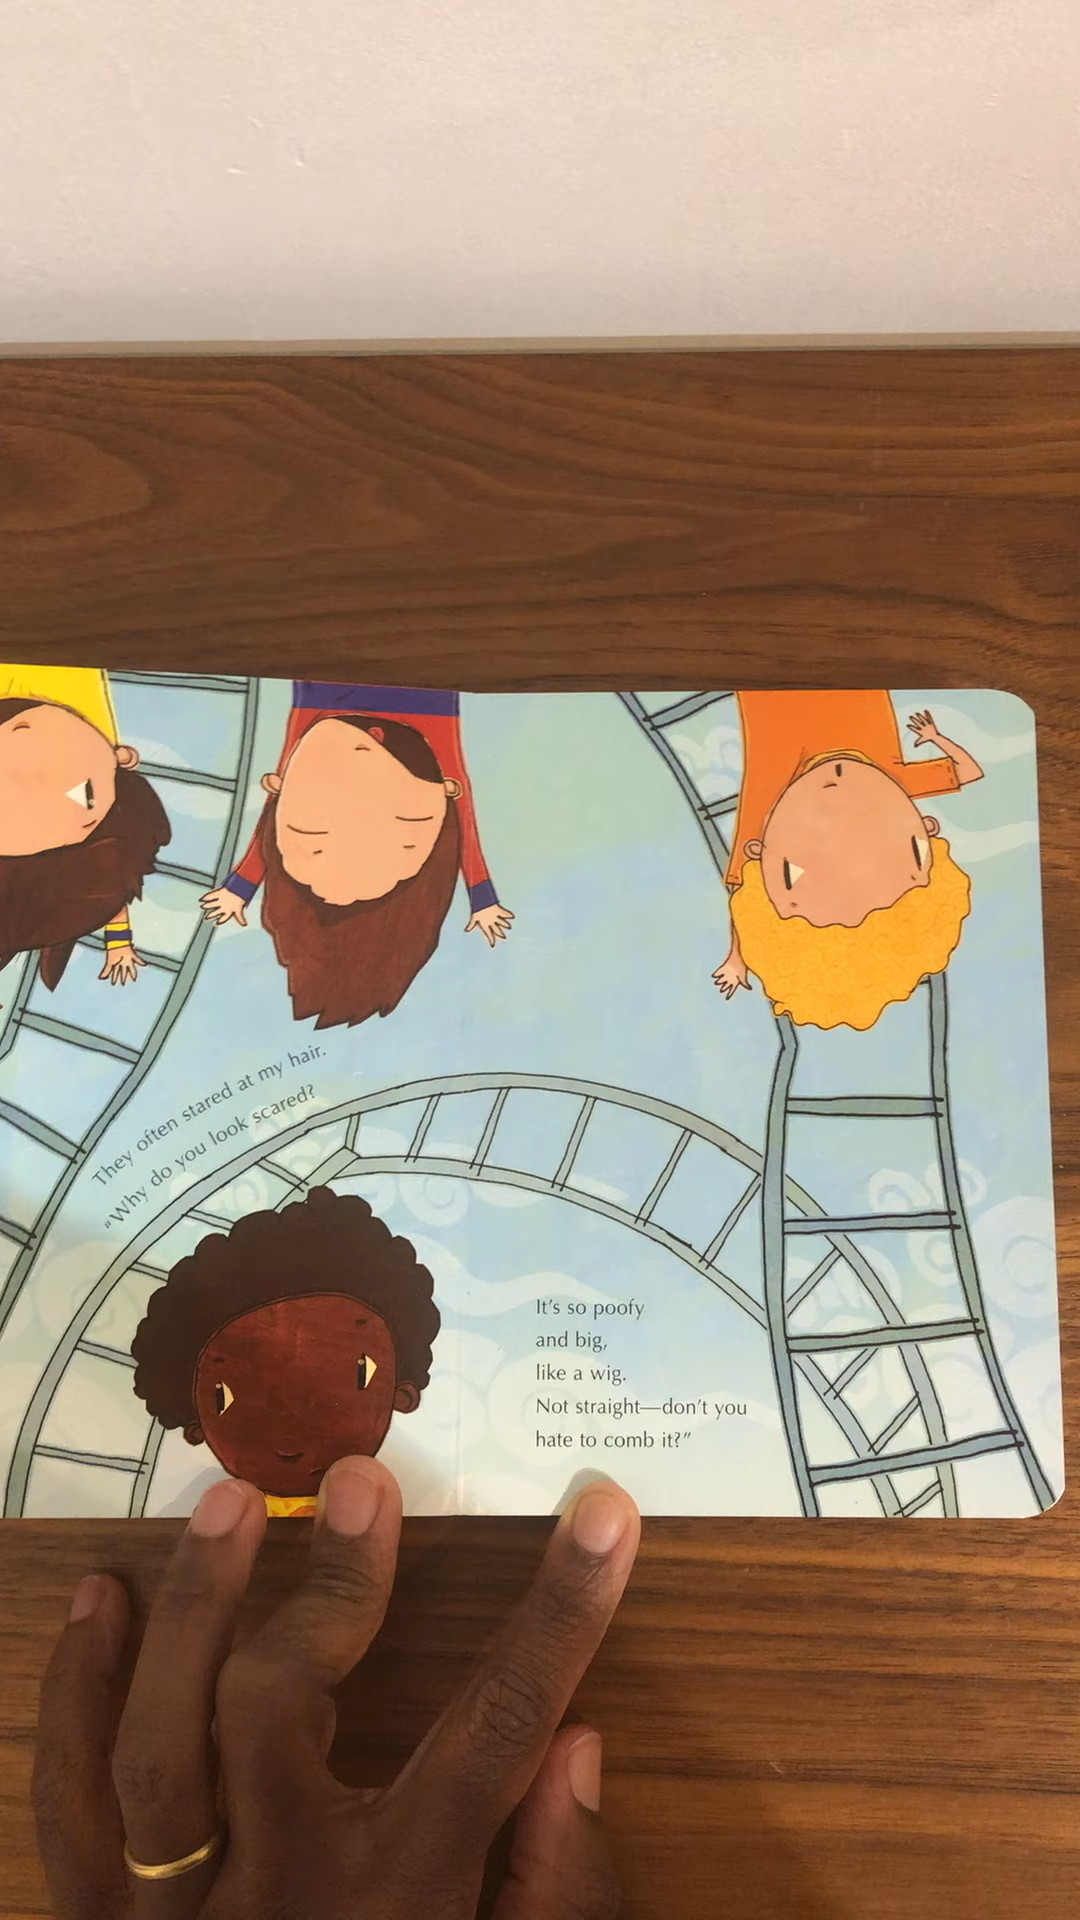 They often stared at my hair.
"Why do you look scared?
It's so poofy
and big,
like a wig.
Not straight—don't you
hate to comb it?"